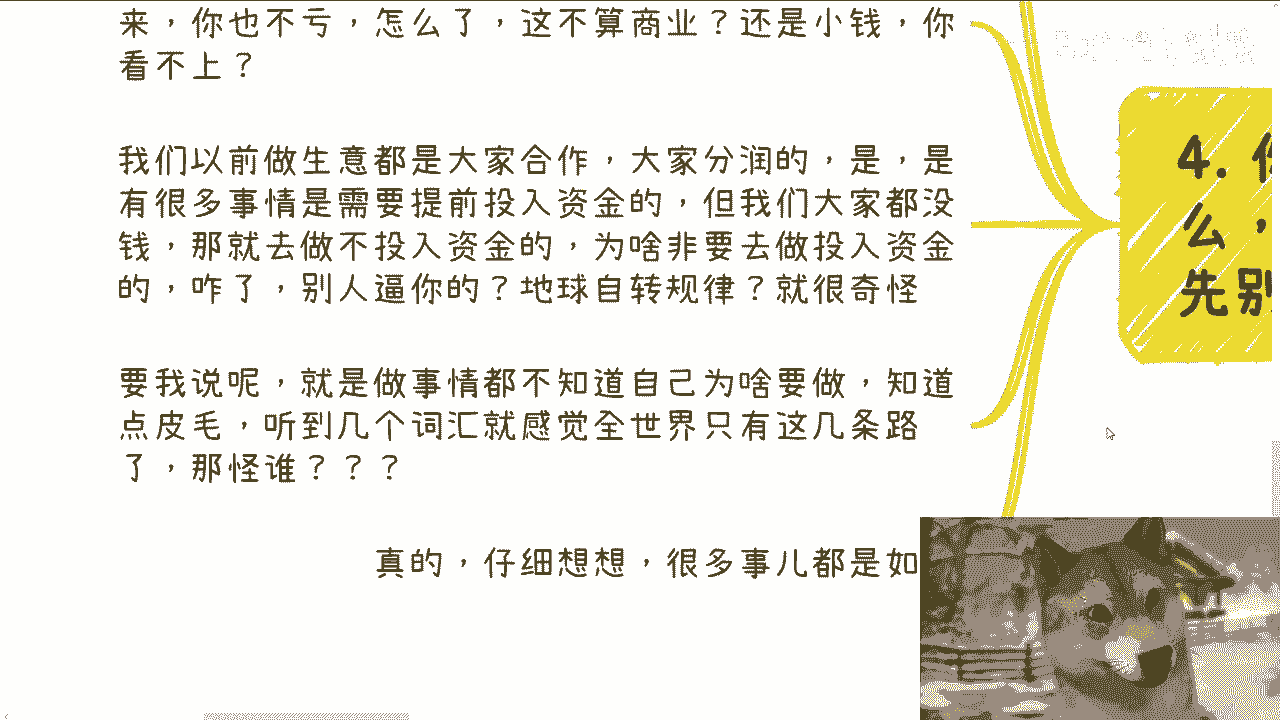 来，你也不亏，怎么了，这不算商业？还是小钱，你
看不上？
我们以前做生意都是大家合作，大家分润的，是，是
有很多事情是需要提前投入资金的，但我们大家都没
钱，那就去做不投入资金的，为啥非要去做投入资金
的，咋了，别人逼你的？地球自转规律？就很奇怪
要我说呢，就是做事情都不知道自己为啥要做，知道
点皮毛，听到几个词汇就感觉全世界只有这几条路
了，那怪谁？？？
真的，仔细想想，很多事儿都是如
4.
么，
先别